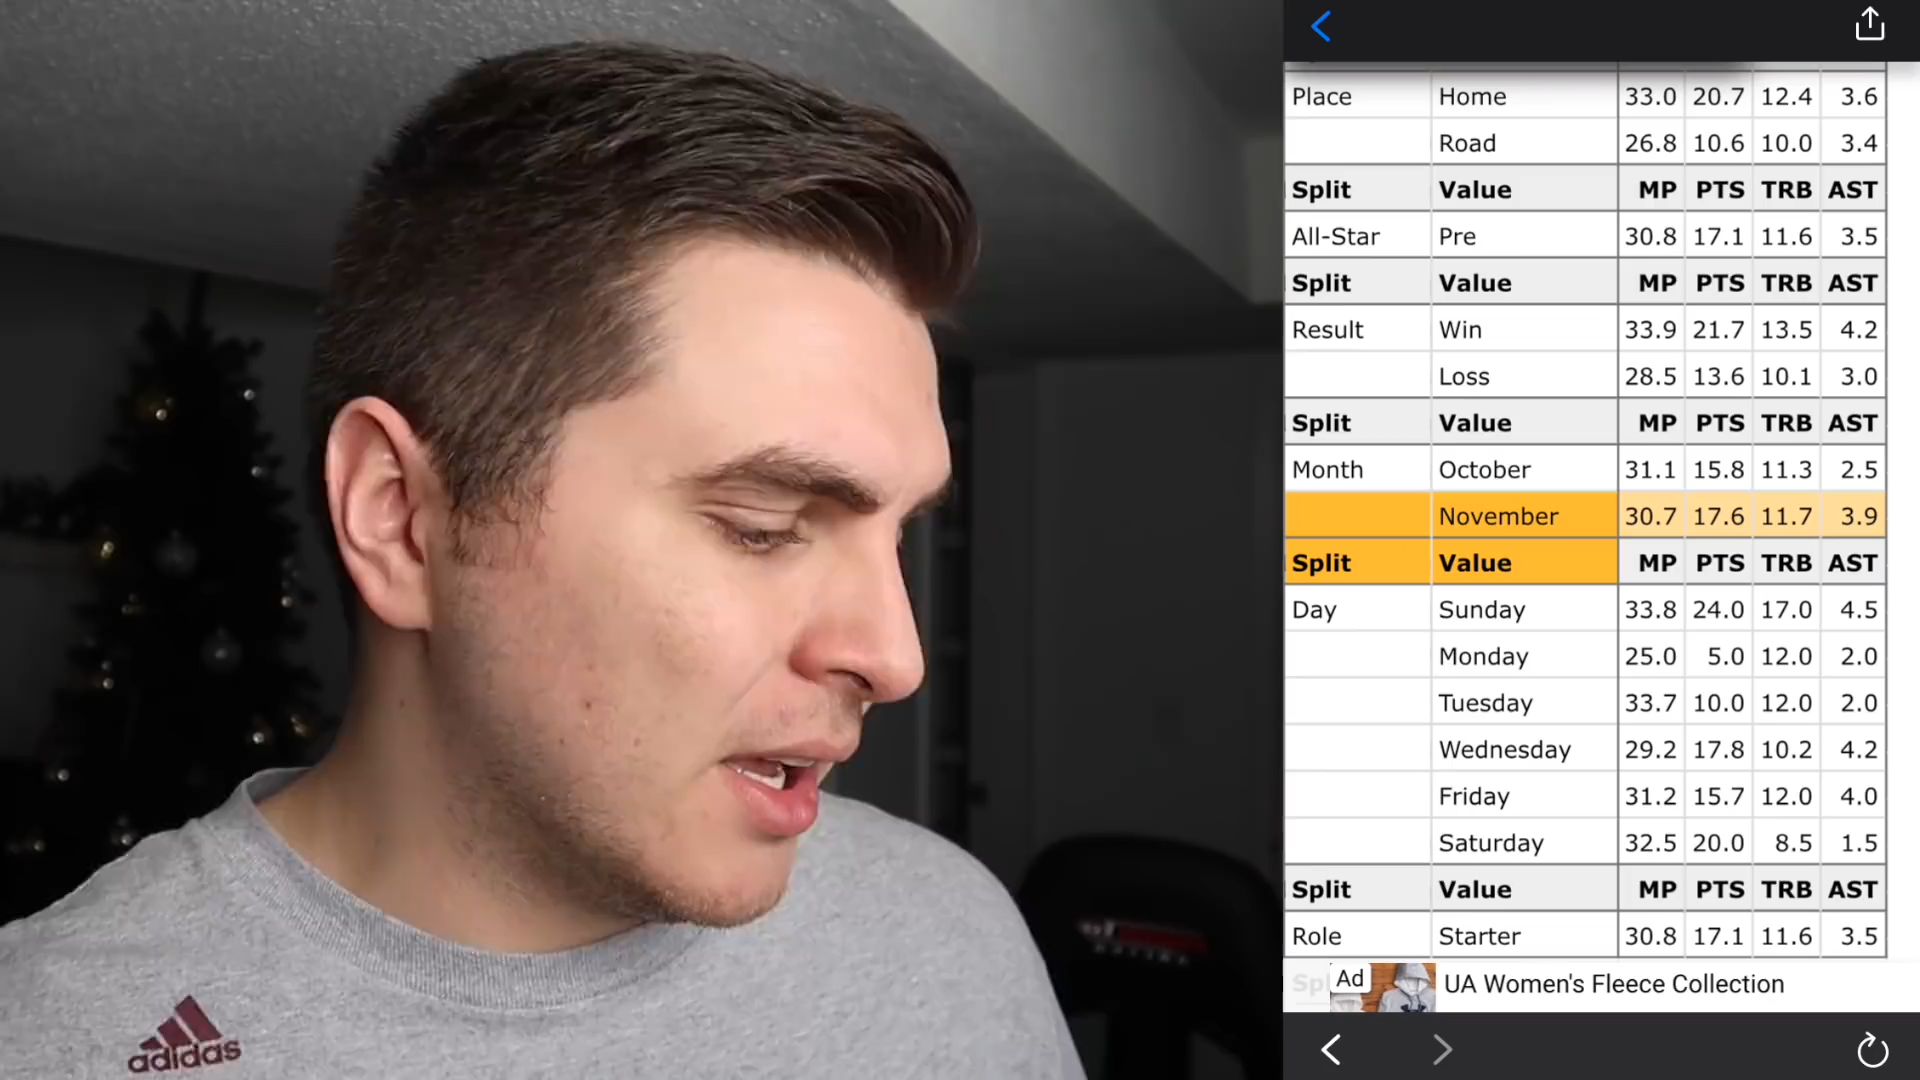 Place Home 33.0 20.7 12.4 3.6
Road 26.8 10.6 10.0 3.4
Split Value MP PTS TRB AST
All-Star Pre 30.8 17.1 11.6 3.5
Split Value MP PTS TRB AST
Result Win 33.9 21.7 13.5 4.2
Loss 28.5 13.6 10.1 3.0
Split Value MP PTS TRB AST
Month October 31.1 15.8 11.3 2.5
November 30.7 17.6 11.7 3.9
Split Value MP PTS TRB AST
Day Sunday 33.8 24.0 17.0 4.5
Monday 25.0 5.0 12.0 2.0
Tuesday 33.7 10.0 12.0 2.0
Wednesday 29.2 17.8 10.2 4.2
Friday 31.2 15.7 12.0 4.0
Saturday 32.5 20.0 8.5 1.5
Split Value MP PTS TRB AST
Role Starter 30.8 17.1 11.6 3.5
Ad UA Women's Fleece Collection
adidas